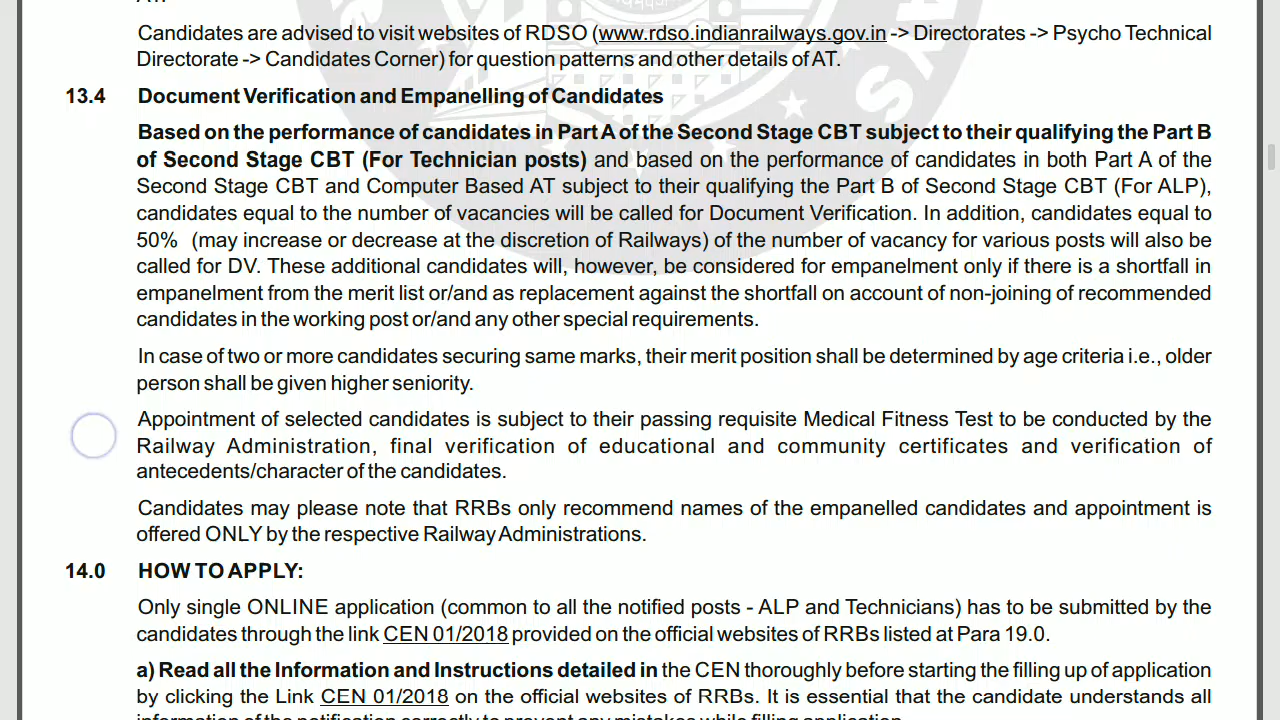 Candidates are advised to visit websites of RDSO (www.rdso.indianrailways.gov.in -> Directorates -> Psycho Technical
Directorate -> Candidates Corner) for question patterns and other details of AT.
13.4 Document Verification and Empanelling of Candidates
Based on the performance of candidates in Part A of the Second Stage CBT subject to their qualifying the Part B
of Second Stage CBT (For Technician posts) and based on the performance of candidates in both Part A of the
Second Stage CBT and Computer Based AT subject to their qualifying the Part B of Second Stage CBT (For ALP),
candidates equal to the number of vacancies will be called for Document Verification. In addition, candidates equal to
50% (may increase or decrease at the discretion of Railways) of the number of vacancy for various posts will also be
called for DV. These additional candidates will, however, be considered for empanelment only if there is a shortfall in
empanelment from the merit list or/and as replacement against the shortfall on account of non-joining of recommended
candidates in the working post or/and any other special requirements.
In case of two or more candidates securing same marks, their merit position shall be determined by age criteria i.e., older
person shall be given higher seniority.
Appointment of selected candidates is subject to their passing requisite Medical Fitness Test to be conducted by the
Railway Administration, final verification of educational and community certificates and verification of
antecedents/character of the candidates.
Candidates may please note that RRBs only recommend names of the empanelled candidates and appointment is
offered ONLY by the respective Railway Administrations.
14.0 HOW TO APPLY:
Only single ONLINE application (common to all the notified posts - ALP and Technicians) has to be submitted by the
candidates through the link CEN 01/2018 provided on the official websites of RRBs listed at Para 19.0.
a) Read all the Information and Instructions detailed in the CEN thoroughly before starting the filling up of application
by clicking the Link CEN 01/2018 on the official websites of RRBs. It is essential that the candidate understands all
information of the notification correctly to prevent any mistakes while filling application.